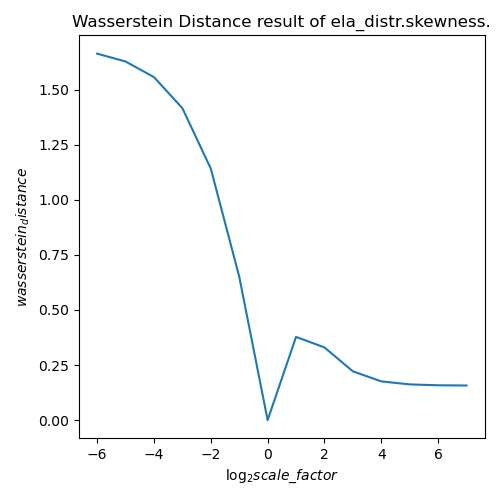 Wasserstein Distance result of ela_distr.skewness.
1.50
1.25
1.00
0.75
0.50
0.25
0.00
wasserstein_distance
−6 −4 −2 0 2 4 6
log₂scale_factor